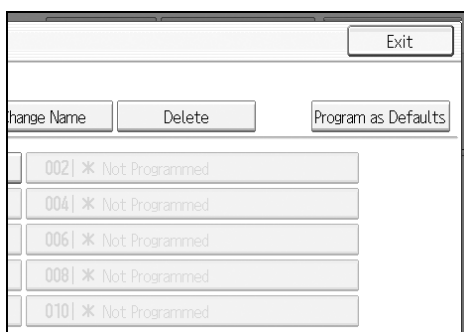 Exit
hange Name Delete Program as Defaults
002 | ✱ Not Programmed
004 | ✱ Not Programmed
006 | ✱ Not Programmed
008 | ✱ Not Programmed
010 | ✱ Not Programmed